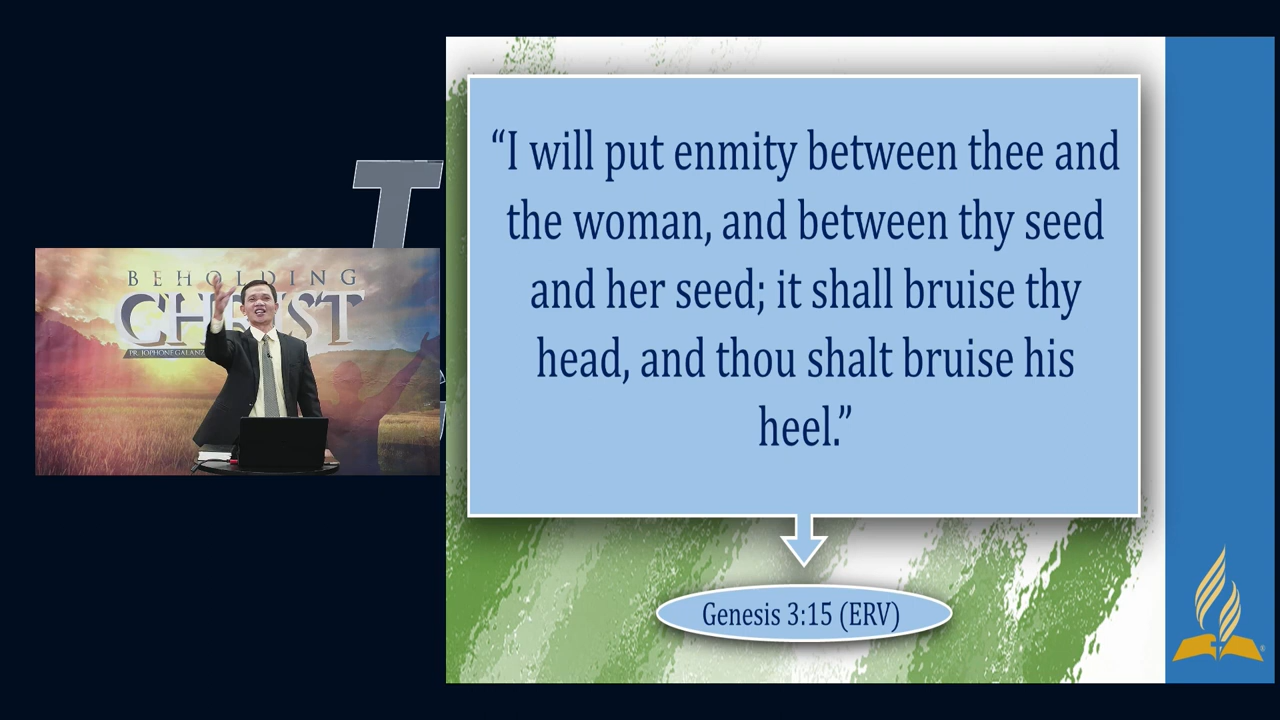 BEHOLDING
CHRIST
“I will put enmity between thee and
the woman, and between thy seed
and her seed; it shall bruise thy
head, and thou shalt bruise his
heel.”
Genesis 3:15 (ERV)